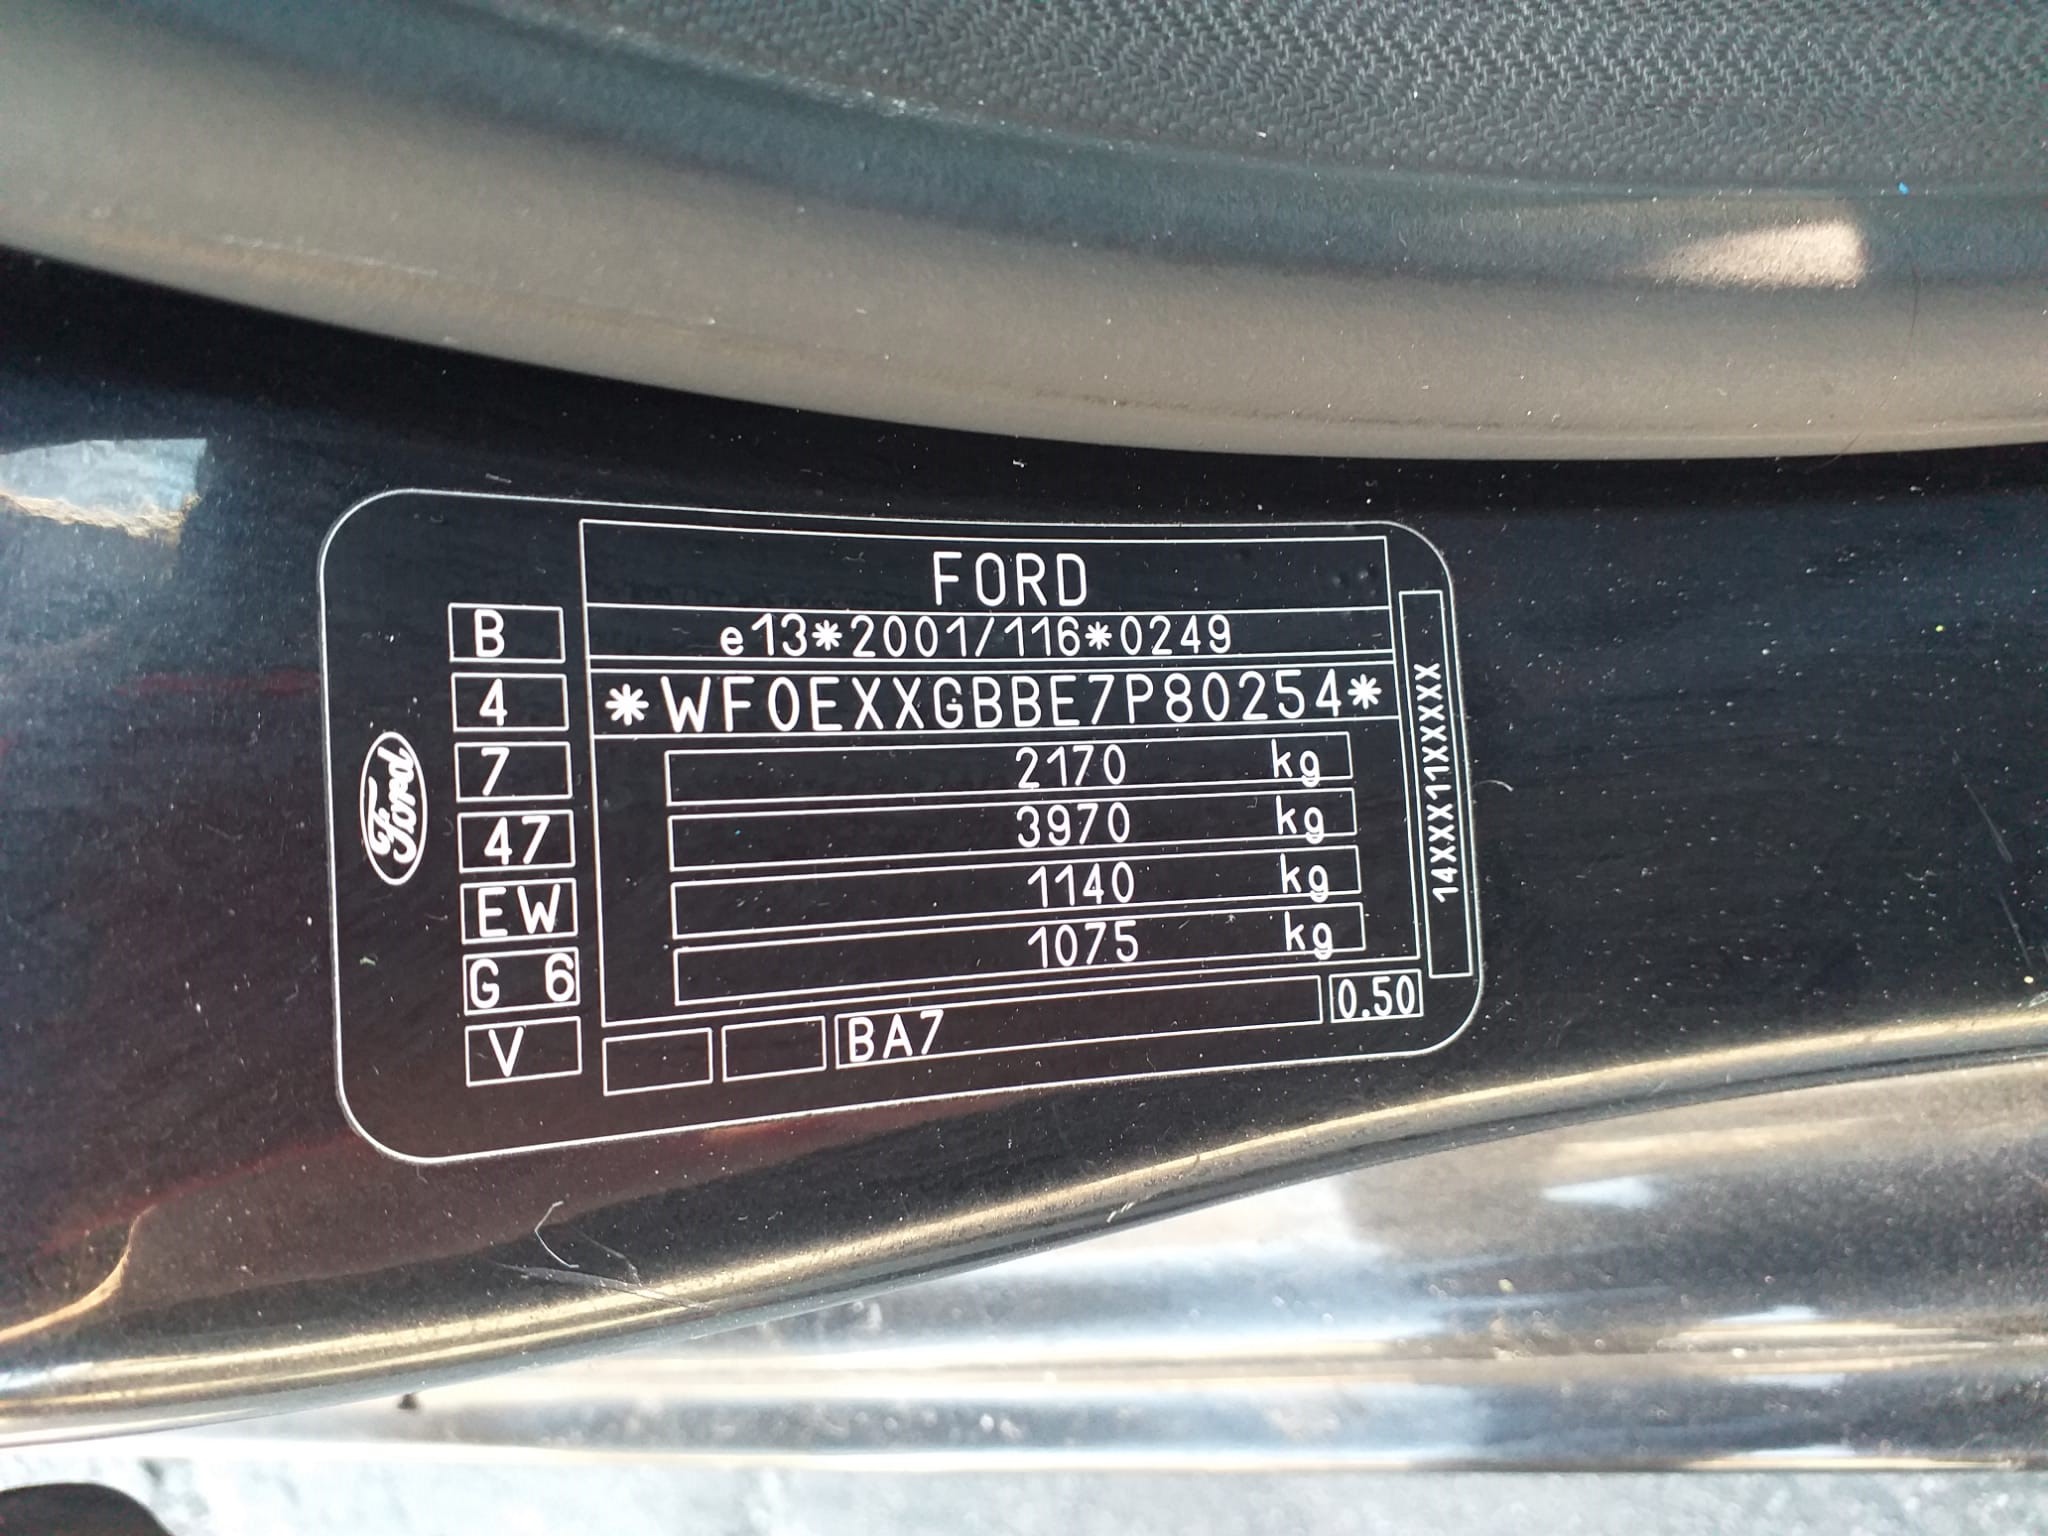 FORD
e13*2001/116*0249
*WF0EXXGBBE7P80254*
2170 kg
3970 kg
1140 kg
1075 kg
BA7
0.50
B
4
7
47
EW
G 6
V
Ford
14XXX11XXXXX